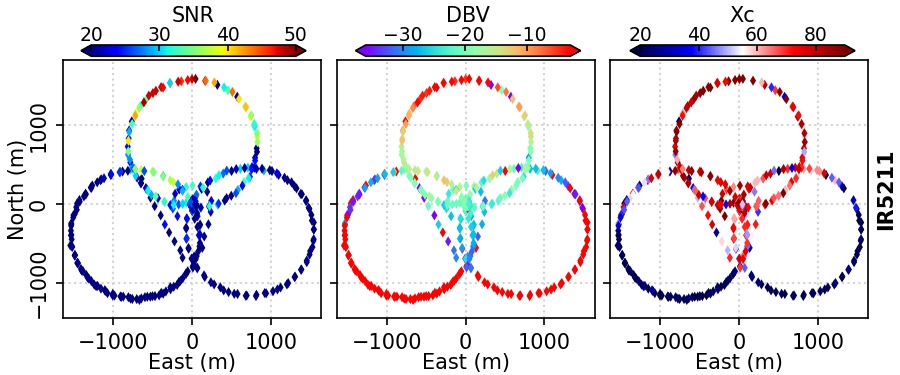 SNR
DBV
Xc
20 30 40 50
−30 −20 −10
20 40 60 80
North (m)
1000
0
−1000
IR5211
−1000 0 1000
−1000 0 1000
−1000 0 1000
East (m)
East (m)
East (m)